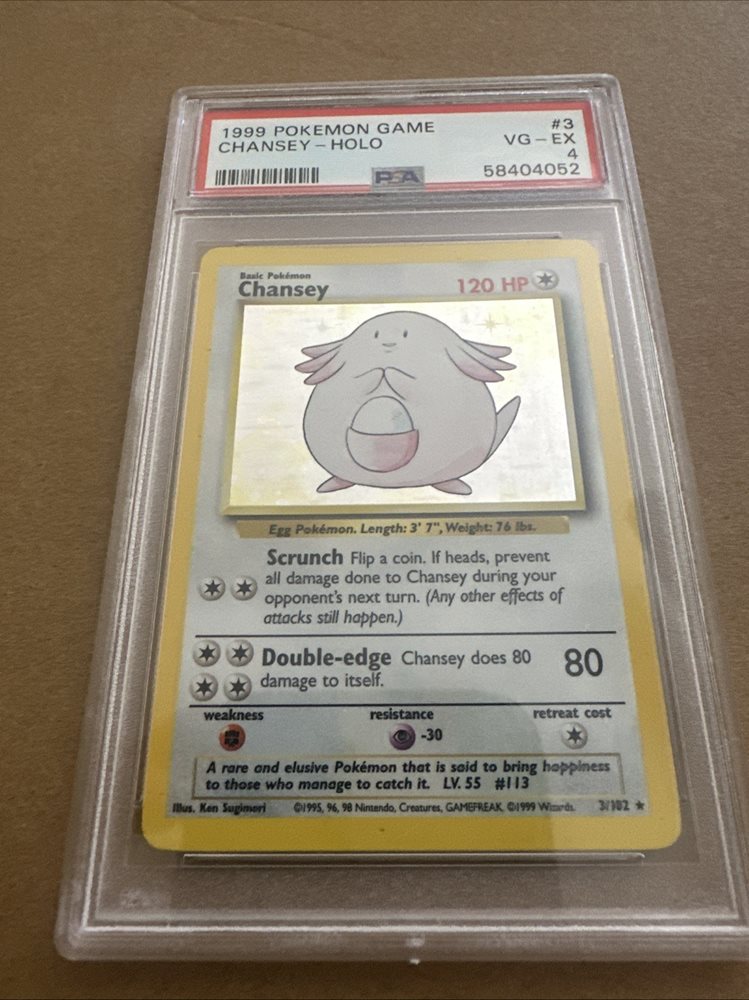 1999 POKEMON GAME #3
CHANSEY – HOLO VG – EX
4
PSA 58404052
Basic Pokémon
Chansey 120 HP
Egg Pokémon. Length: 3' 7", Weight: 76 lbs.
Scrunch Flip a coin. If heads, prevent
all damage done to Chansey during your
opponent's next turn. (Any other effects of
attacks still happen.)
Double-edge Chansey does 80 80
damage to itself.
weakness resistance retreat cost
-30
A rare and elusive Pokémon that is said to bring happiness
to those who manage to catch it. LV. 55 #113
Illus. Ken Sugimori ©1995, 96, 98 Nintendo, Creatures, GAMEFREAK. ©1999 Wizards. 3/102 ★